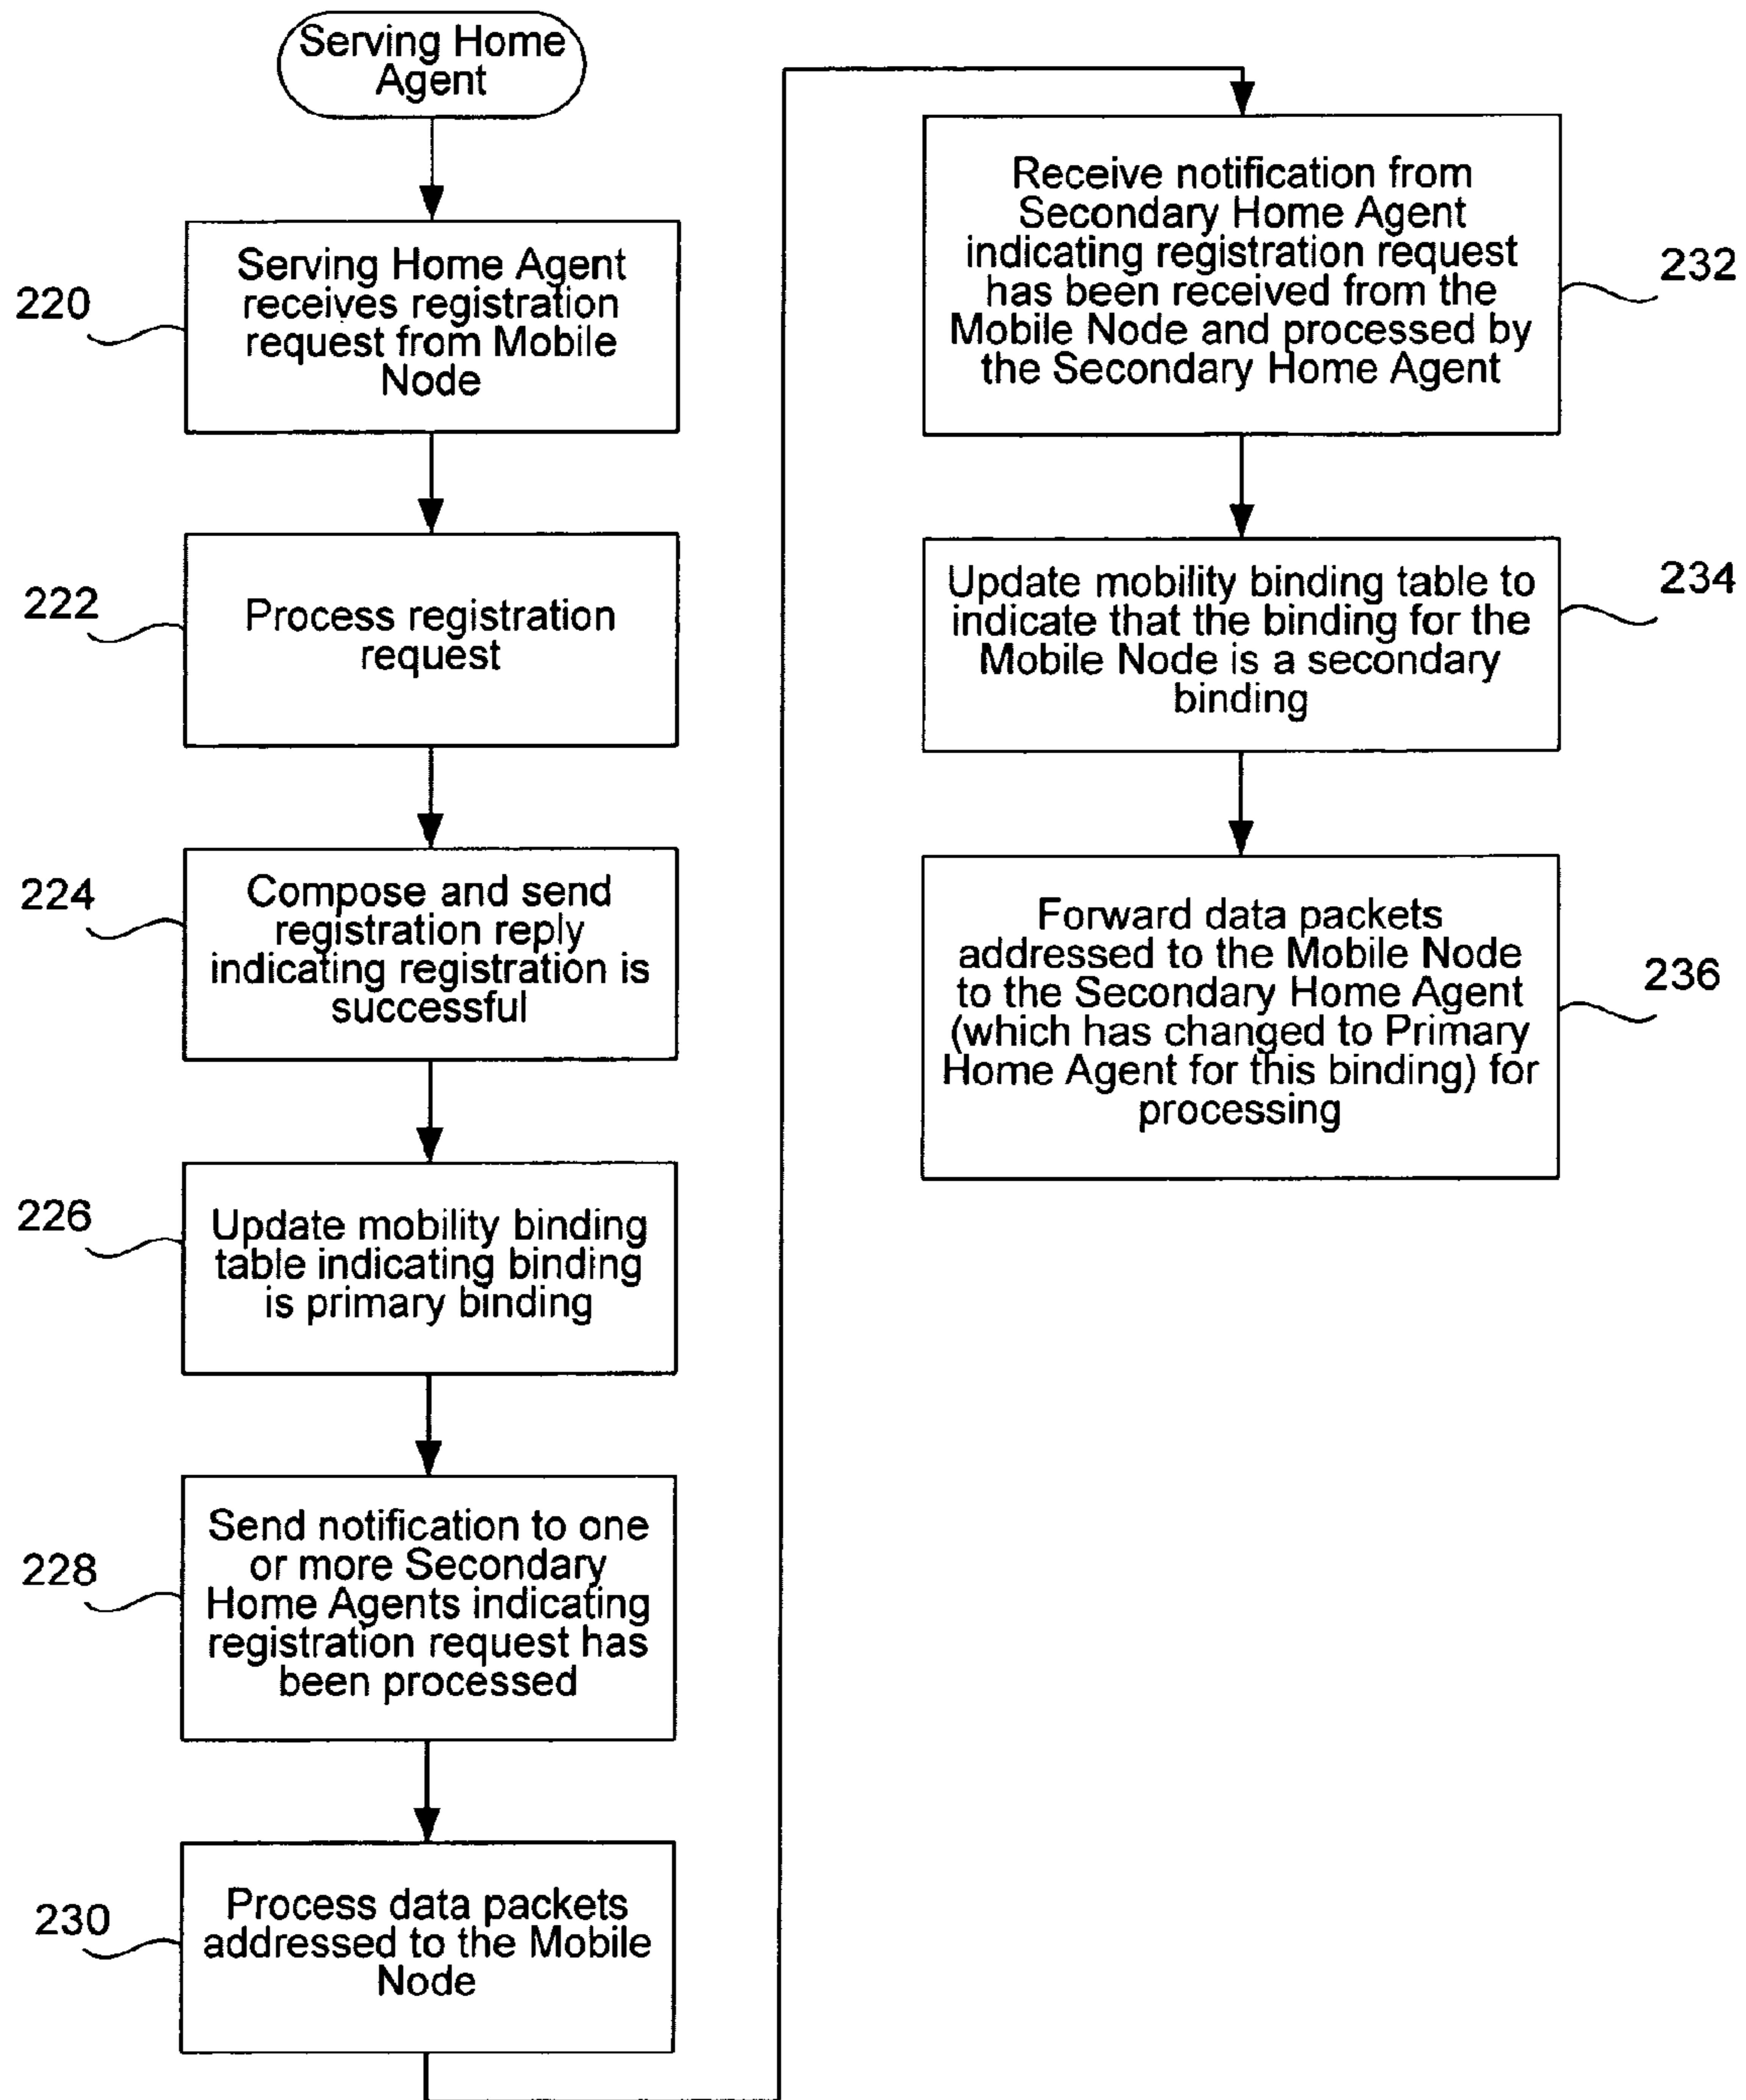 Serving Home
Agent
220
Serving Home Agent
receives registration
request from Mobile
Node
222
Process registration
request
224
Compose and send
registration reply
indicating registration is
successful
226
Update mobility binding
table indicating binding
is primary binding
228
Send notification to one
or more Secondary
Home Agents indicating
registration request has
been processed
230
Process data packets
addressed to the Mobile
Node
Receive notification from
Secondary Home Agent
indicating registration request
has been received from the
Mobile Node and processed by
the Secondary Home Agent
232
Update mobility binding table to
indicate that the binding for the
Mobile Node is a secondary
binding
234
Forward data packets
addressed to the Mobile Node
to the Secondary Home Agent
(which has changed to Primary
Home Agent for this binding) for
processing
236